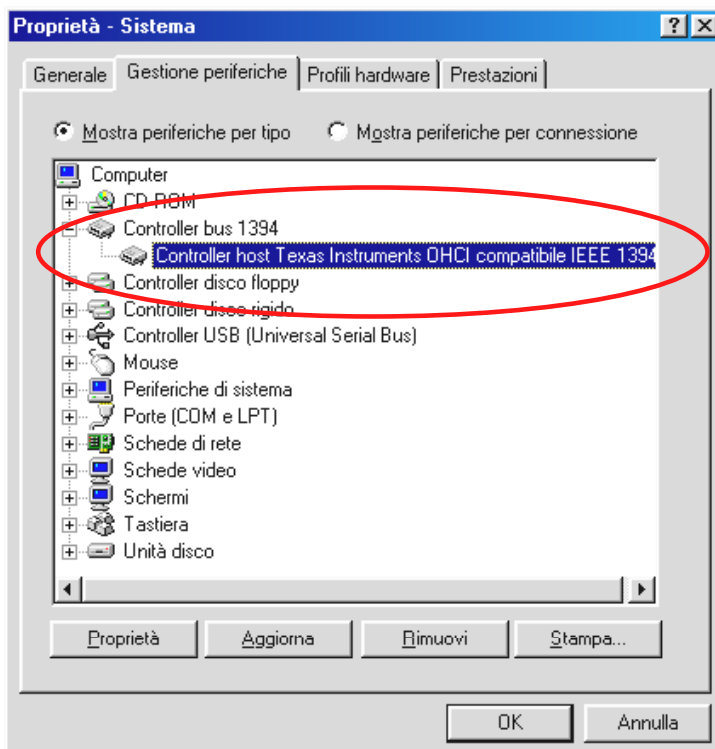 Proprietà - Sistema
Generale Gestione periferiche Profili hardware Prestazioni
Mostra periferiche per tipo Mostra periferiche per connessione
Computer
CD-ROM
Controller bus 1394
Controller host Texas Instruments OHCI compatibile IEEE 1394
Controller disco floppy
Controller disco rigido
Controller USB (Universal Serial Bus)
Mouse
Periferiche di sistema
Porte (COM e LPT)
Schede di rete
Schede video
Schermi
Tastiera
Unità disco
Proprietà Aggiorna Rimuovi Stampa...
OK Annulla